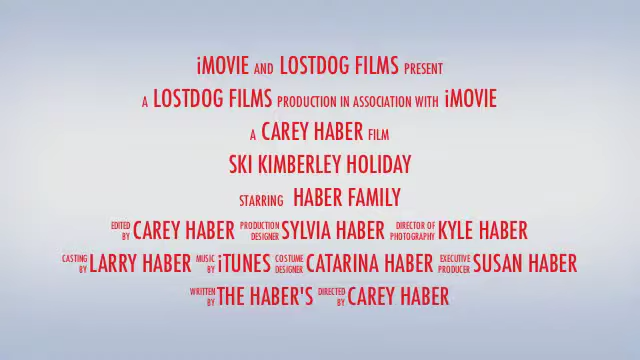 iMOVIE AND LOSTDOG FILMS PRESENT
A LOSTDOG FILMS PRODUCTION IN ASSOCIATION WITH iMOVIE
A CAREY HABER FILM
SKI KIMBERLEY HOLIDAY
STARRING HABER FAMILY
EDITED BY CAREY HABER PRODUCTION DESIGNER SYLVIA HABER DIRECTOR OF PHOTOGRAPHY KYLE HABER
CASTING BY LARRY HABER MUSIC BY iTUNES COSTUME DESIGNER CATARINA HABER EXECUTIVE PRODUCER SUSAN HABER
WRITTEN BY THE HABER'S DIRECTED BY CAREY HABER